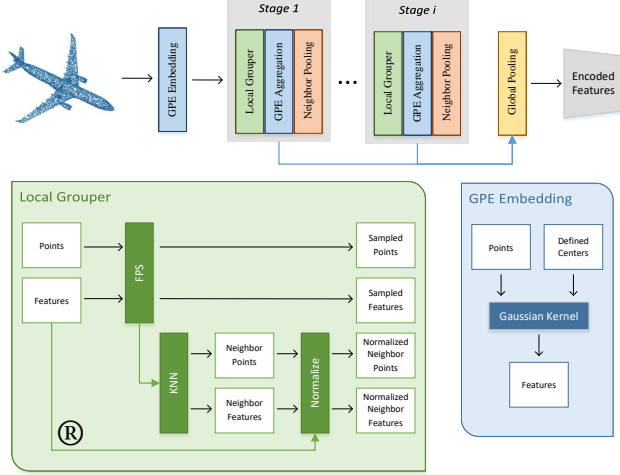 Stage 1
Stage i
GPE Embedding
Local Grouper
GPE Aggregation
Neighbor Pooling
...
Local Grouper
GPE Aggregation
Neighbor Pooling
Global Pooling
Encoded
Features
Local Grouper
Points
Features
FPS
Sampled
Points
Sampled
Features
KNN
Neighbor
Points
Neighbor
Features
Normalize
Normalized
Neighbor
Points
Normalized
Neighbor
Features
®
GPE Embedding
Points
Defined
Centers
Gaussian Kernel
Features